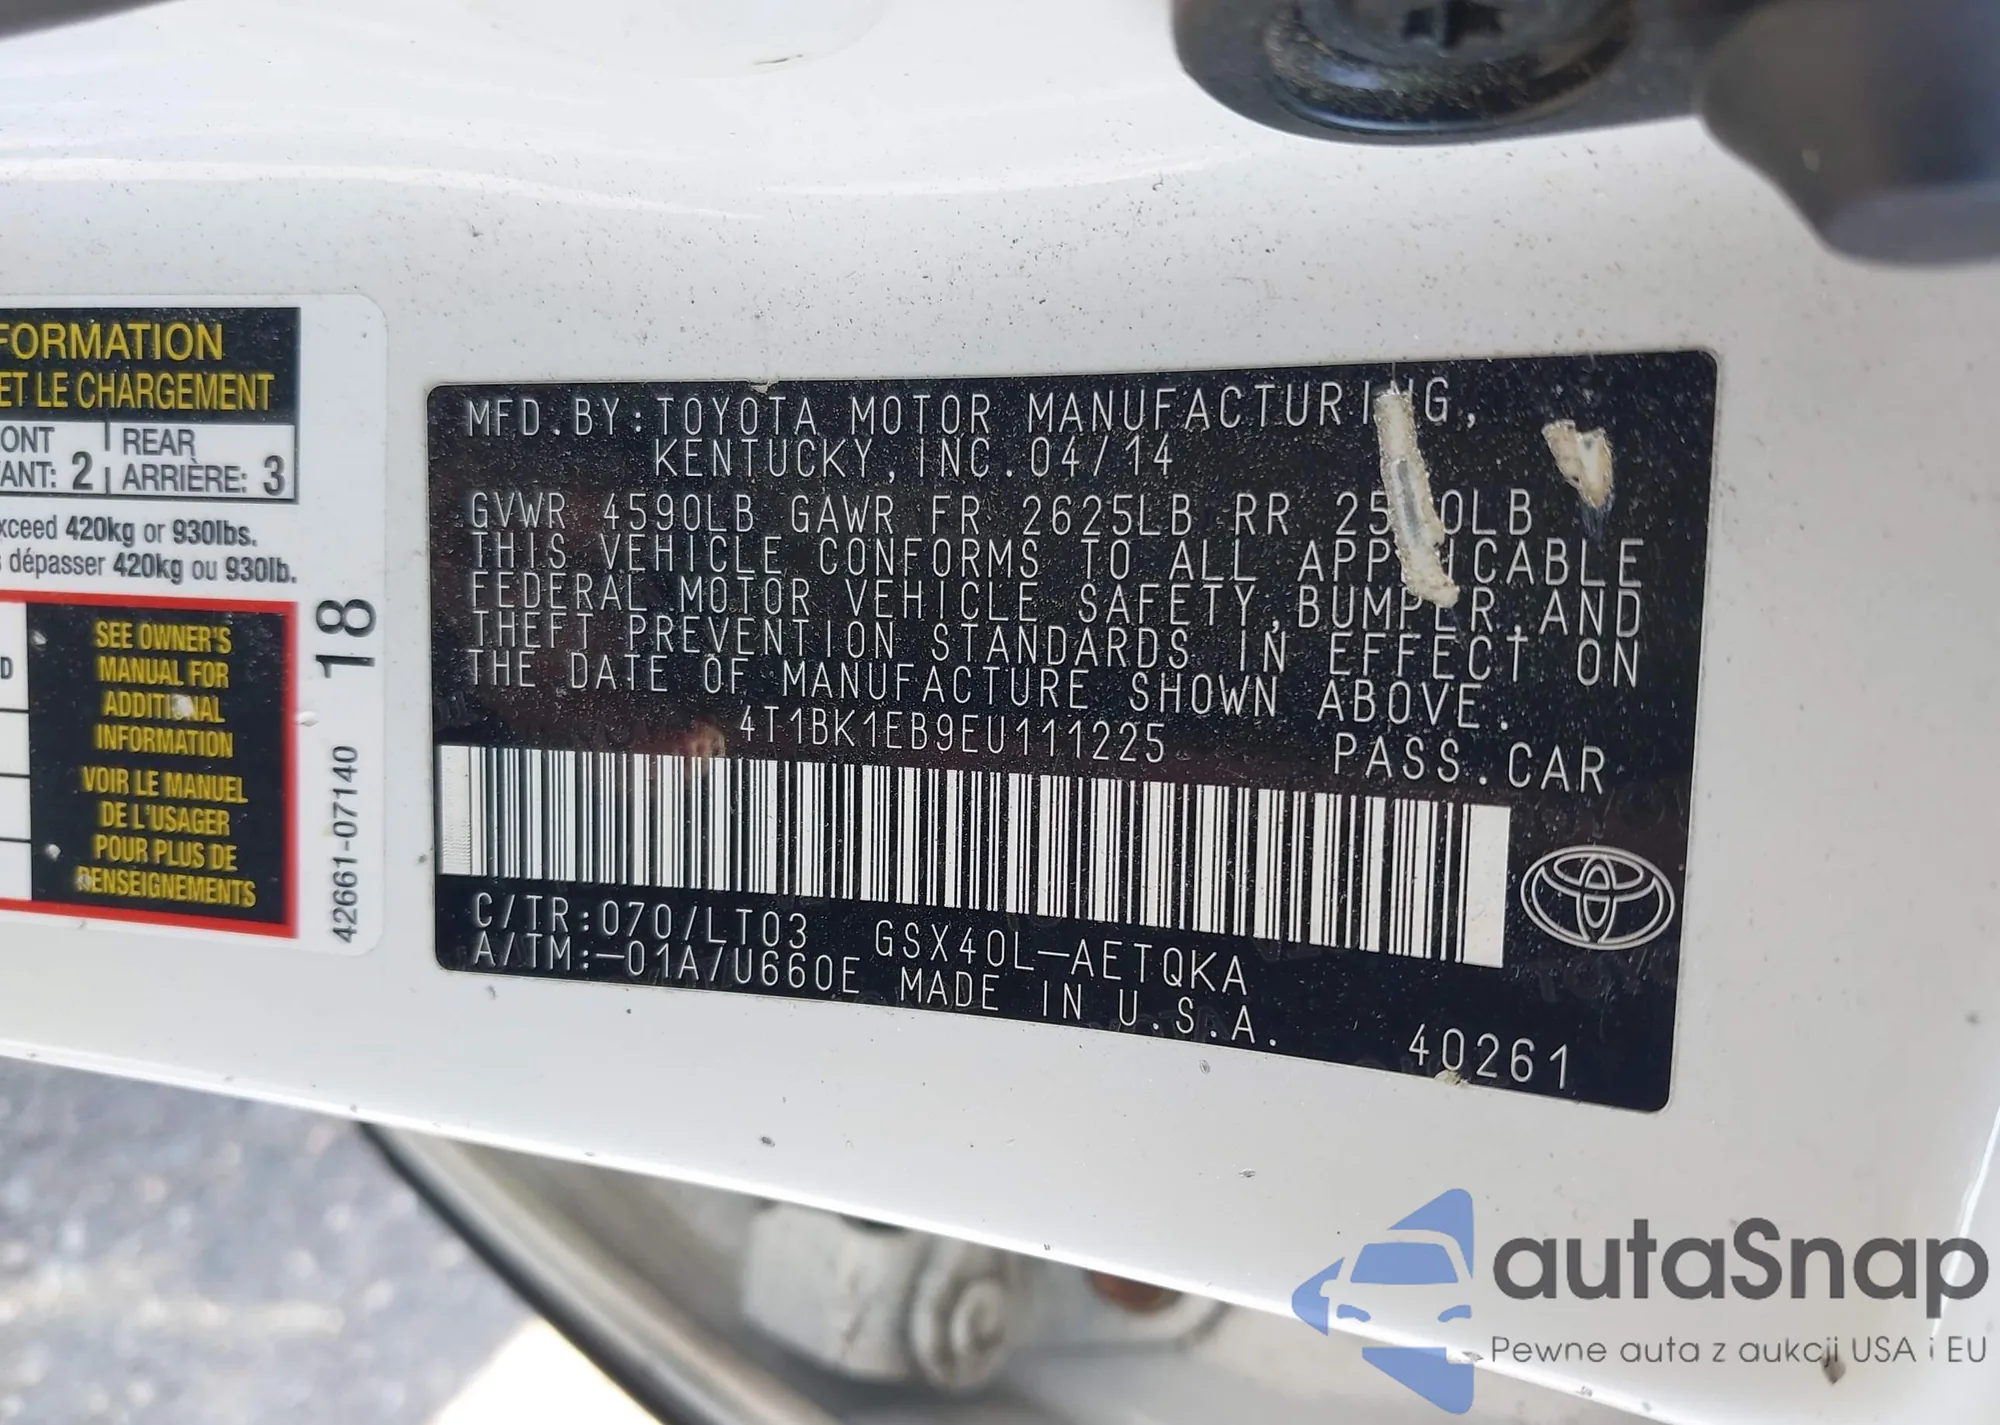 FORMATION
ET LE CHARGEMENT
ONT
REAR
ANT: 2
ARRIÈRE: 3
xceed 420kg or 930lbs.
s dépasser 420kg ou 930lb.
D
SEE OWNER'S
MANUAL FOR
ADDITIONAL
INFORMATION
VOIR LE MANUEL
DE L'USAGER
POUR PLUS DE
RENSEIGNEMENTS
42661-07140 18
MFD.BY:TOYOTA MOTOR MANUFACTURING,
KENTUCKY,INC.04/14
GVWR 4590LB GAWR FR 2625LB RR
THIS VEHICLE CONFORMS TO ALL APPLICABLE
FEDERAL MOTOR VEHICLE SAFETY,BUMPER,AND
THEFT PREVENTION STANDARDS IN EFFECT ON
THE DATE OF MANUFACTURE SHOWN ABOVE.
4T1BK1EB9EU111225 PASS.CAR
C/TR:070/LT03 GSX40L-AETQKA
A/TM:-01A/U660E MADE IN U.S.A.
40261
autaSnap
Pewne auta z aukcji USA i EU